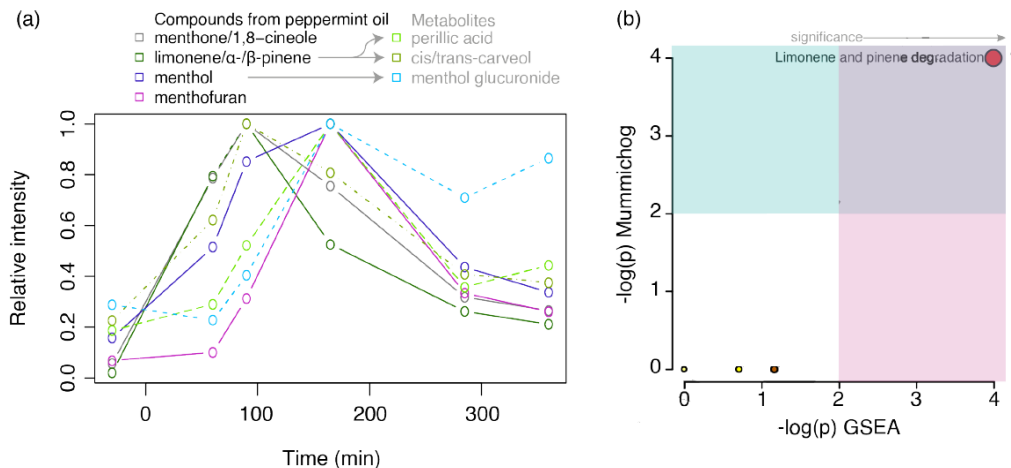 (a)
Compounds from peppermint oil
Metabolites
menthone/1,8−cineole
perillic acid
limonene/α-/β-pinene
cis/trans-carveol
menthol
menthol glucuronide
menthofuran
Relative intensity
1.0
0.8
0.6
0.4
0.2
0.0
0
100
200
300
Time (min)
(b)
significance
Limonene and pinene degradation
-log(p) Mummichog
4
3
2
1
0
0
1
2
3
4
-log(p) GSEA